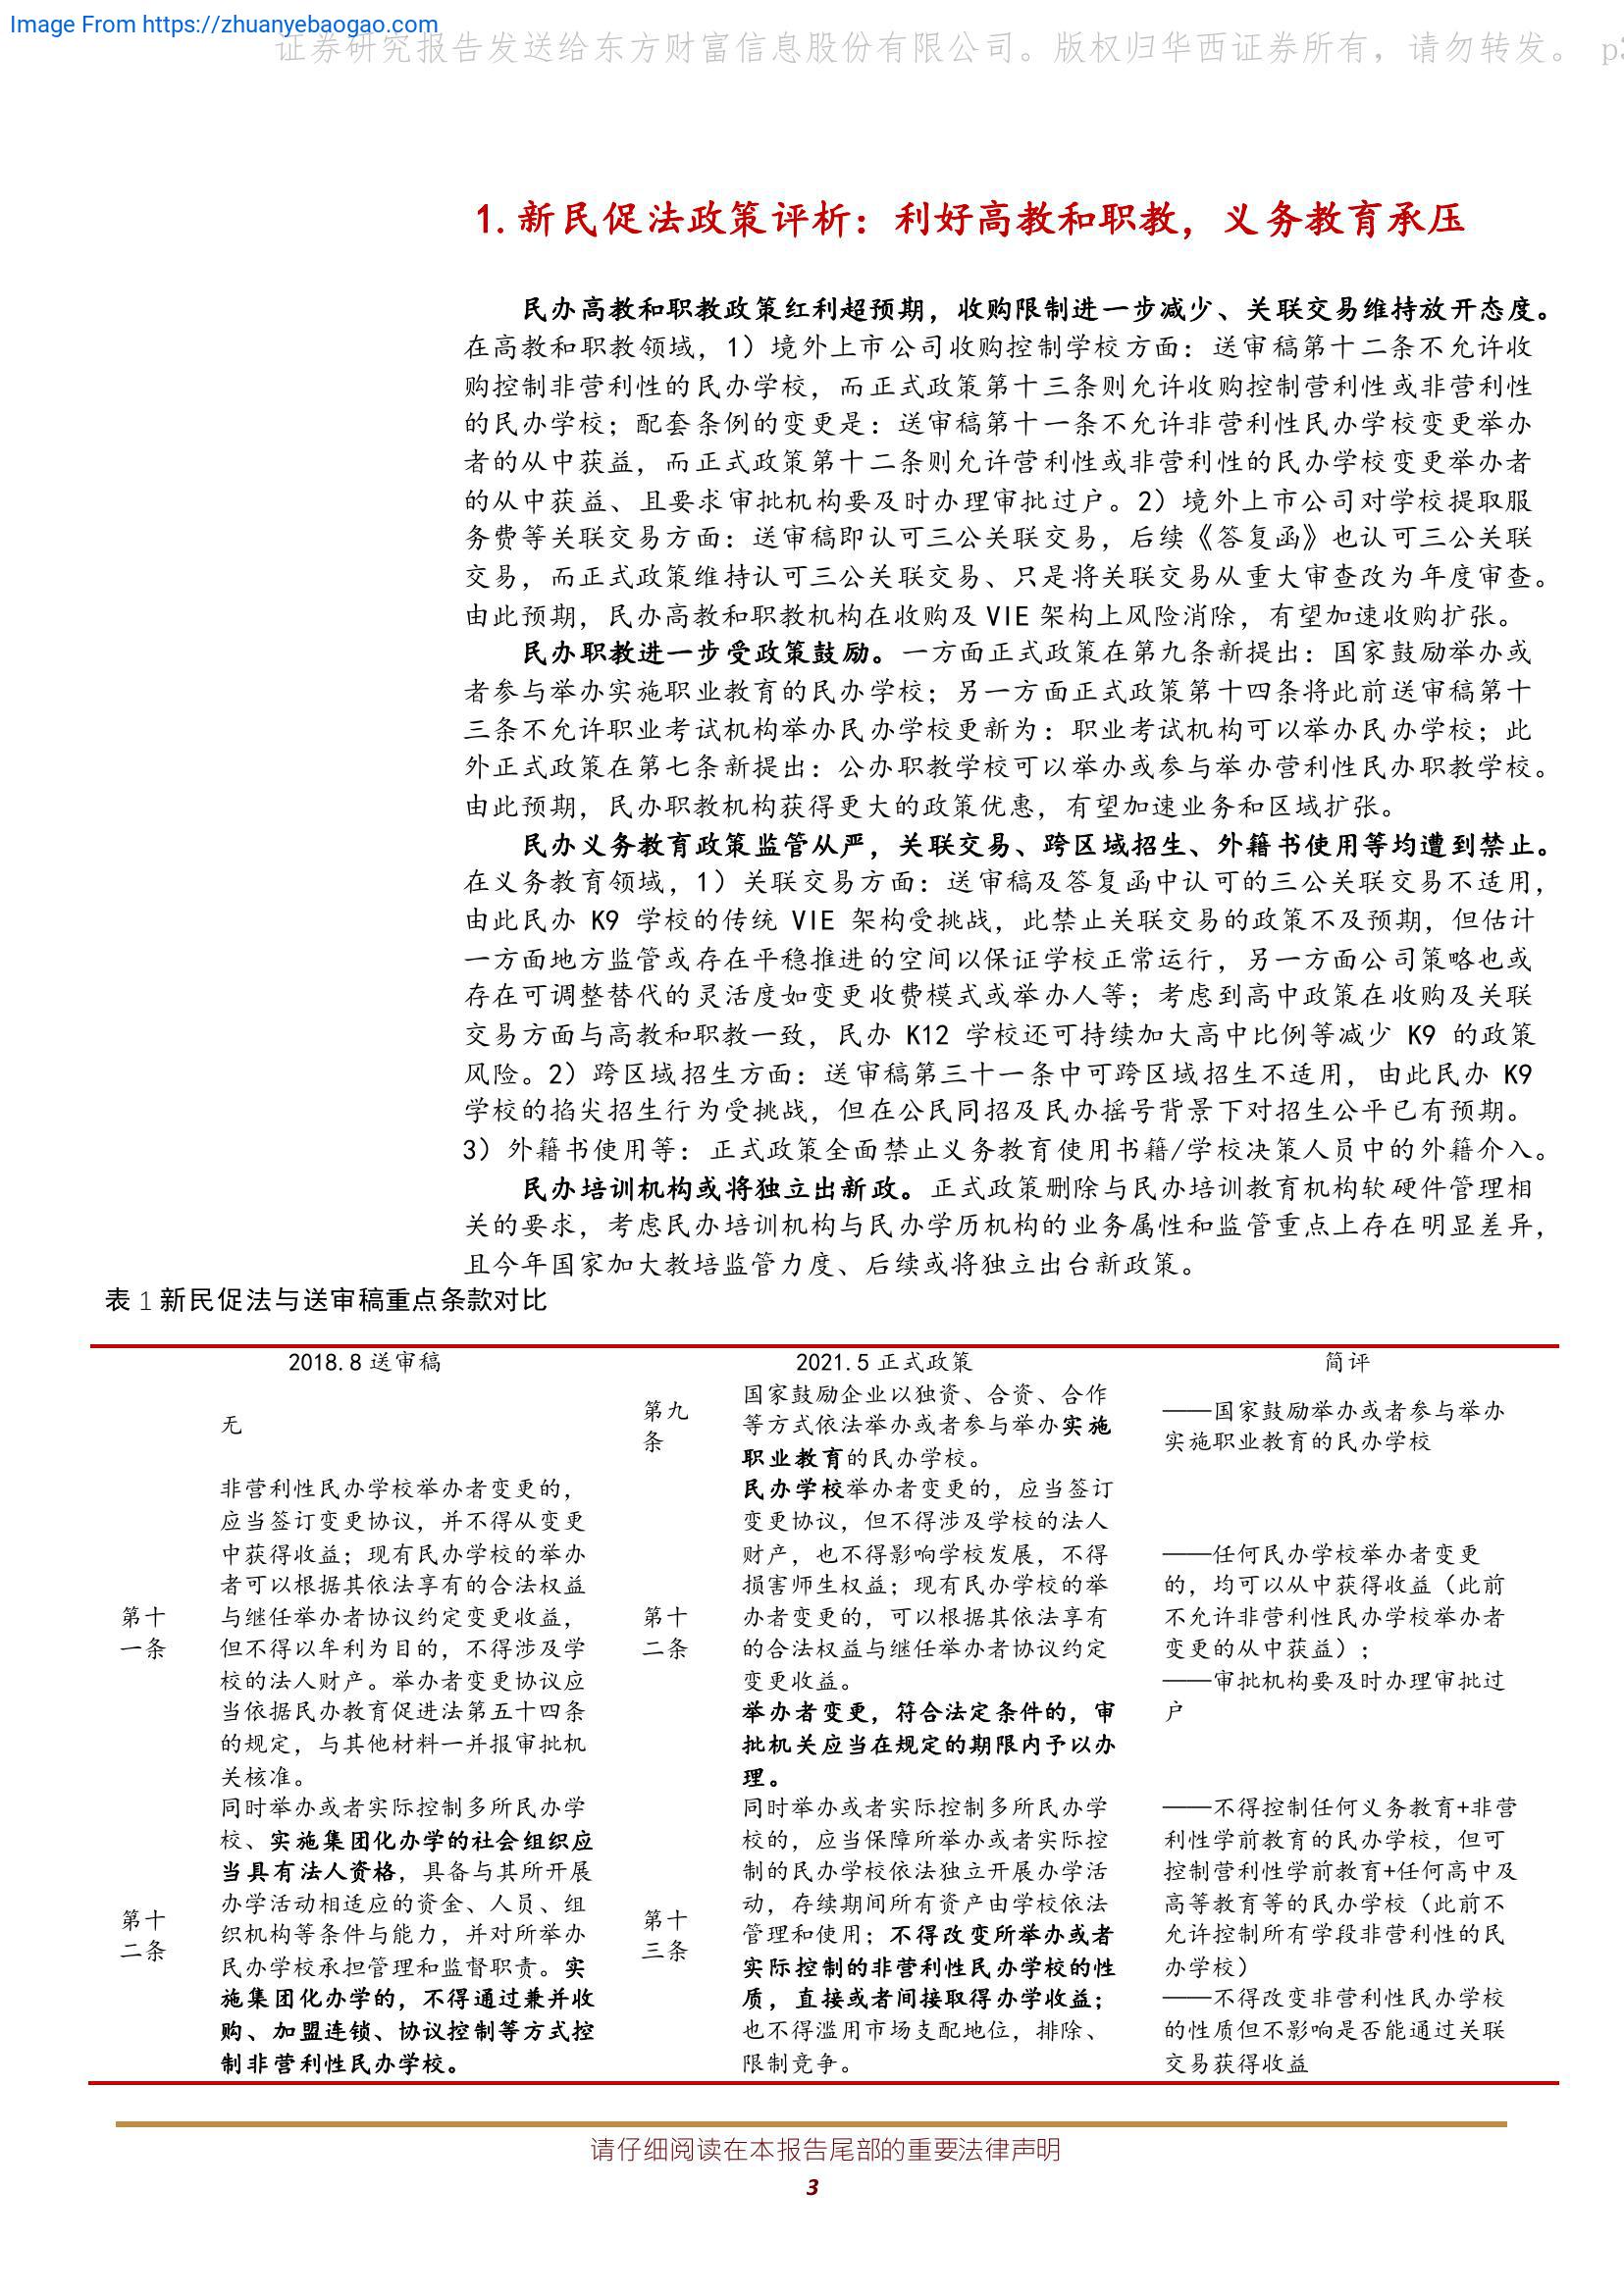 Image From https://zhuanyebaogao.com
证券研究报告发送给东方财富信息股份有限公司。版权归华西证券所有，请勿转发。 p3
1.新民促法政策评析：利好高教和职教，义务教育承压
民办高教和职教政策红利超预期，收购限制进一步减少、关联交易维持放开态度。
在高教和职教领域，1）境外上市公司收购控制学校方面：送审稿第十二条不允许收
购控制非营利性的民办学校，而正式政策第十三条则允许收购控制营利性或非营利性
的民办学校；配套条例的变更是：送审稿第十一条不允许非营利性民办学校变更举办
者的从中获益，而正式政策第十二条则允许营利性或非营利性的民办学校变更举办者
的从中获益、且要求审批机构要及时办理审批过户。2）境外上市公司对学校提取服
务费等关联交易方面：送审稿即认可三公关联交易，后续《答复函》也认可三公关联
交易，而正式政策维持认可三公关联交易、只是将关联交易从重大审查改为年度审查。
由此预期，民办高教和职教机构在收购及 VIE 架构上风险消除，有望加速收购扩张。
民办职教进一步受政策鼓励。一方面正式政策在第九条新提出：国家鼓励举办或
者参与举办实施职业教育的民办学校；另一方面正式政策第十四条将此前送审稿第十
三条不允许职业考试机构举办民办学校更新为：职业考试机构可以举办民办学校；此
外正式政策在第七条新提出：公办职教学校可以举办或参与举办营利性民办职教学校。
由此预期，民办职教机构获得更大的政策优惠，有望加速业务和区域扩张。
民办义务教育政策监管从严，关联交易、跨区域招生、外籍书使用等均遭到禁止。
在义务教育领域，1）关联交易方面：送审稿及答复函中认可的三公关联交易不适用，
由此民办 K9 学校的传统 VIE 架构受挑战，此禁止关联交易的政策不及预期，但估计
一方面地方监管或存在平稳推进的空间以保证学校正常运行，另一方面公司策略也或
存在可调整替代的灵活度如变更收费模式或举办人等；考虑到高中政策在收购及关联
交易方面与高教和职教一致，民办 K12 学校还可持续加大高中比例等减少 K9 的政策
风险。2）跨区域招生方面：送审稿第三十一条中可跨区域招生不适用，由此民办 K9
学校的掐尖招生行为受挑战，但在公民同招及民办摇号背景下对招生公平已有预期。
3）外籍书使用等：正式政策全面禁止义务教育使用书籍/学校决策人员中的外籍介入。
民办培训机构或将独立出新政。正式政策删除与民办培训教育机构软硬件管理相
关的要求，考虑民办培训机构与民办学历机构的业务属性和监管重点上存在明显差异，
且今年国家加大教培监管力度、后续或将独立出台新政策。
表 1 新民促法与送审稿重点条款对比
2018.8 送审稿
2021.5 正式政策
简评
无
第九
条
国家鼓励企业以独资、合资、合作
等方式依法举办或者参与举办实施
职业教育的民办学校。
——国家鼓励举办或者参与举办
实施职业教育的民办学校
第十
一条
非营利性民办学校举办者变更的，
应当签订变更协议，并不得从变更
中获得收益；现有民办学校的举办
者可以根据其依法享有的合法权益
与继任举办者协议约定变更收益，
但不得以牟利为目的，不得涉及学
校的法人财产。举办者变更协议应
当依据民办教育促进法第五十四条
的规定，与其他材料一并报审批机
关核准。
第十
二条
民办学校举办者变更的，应当签订
变更协议，但不得涉及学校的法人
财产，也不得影响学校发展，不得
损害师生权益；现有民办学校的举
办者变更的，可以根据其依法享有
的合法权益与继任举办者协议约定
变更收益。
举办者变更，符合法定条件的，审
批机关应当在规定的期限内予以办
理。
——任何民办学校举办者变更
的，均可以从中获得收益（此前
不允许非营利性民办学校举办者
变更的从中获益）；
——审批机构要及时办理审批过
户
第十
二条
同时举办或者实际控制多所民办学
校、实施集团化办学的社会组织应
当具有法人资格，具备与其所开展
办学活动相适应的资金、人员、组
织机构等条件与能力，并对所举办
民办学校承担管理和监督职责。实
施集团化办学的，不得通过兼并收
购、加盟连锁、协议控制等方式控
制非营利性民办学校。
第十
三条
同时举办或者实际控制多所民办学
校的，应当保障所举办或者实际控
制的民办学校依法独立开展办学活
动，存续期间所有资产由学校依法
管理和使用；不得改变所举办或者
实际控制的非营利性民办学校的性
质，直接或者间接取得办学收益；
也不得滥用市场支配地位，排除、
限制竞争。
——不得控制任何义务教育+非营
利性学前教育的民办学校，但可
控制营利性学前教育+任何高中及
高等教育等的民办学校（此前不
允许控制所有学段非营利性的民
办学校）
——不得改变非营利性民办学校
的性质但不影响是否能通过关联
交易获得收益
请仔细阅读在本报告尾部的重要法律声明
3